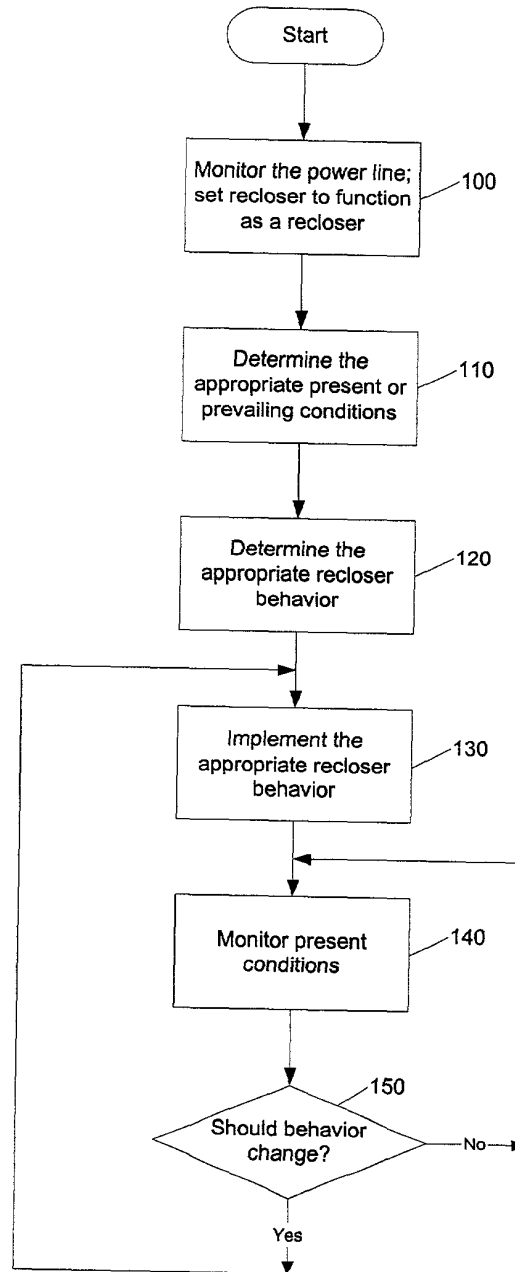 Start
Monitor the power line;
set recloser to function
as a recloser
100
Determine the
appropriate present or
prevailing conditions
110
Determine the
appropriate recloser
behavior
120
Implement the
appropriate recloser
behavior
130
Monitor present
conditions
140
150
Should behavior
change?
No
Yes